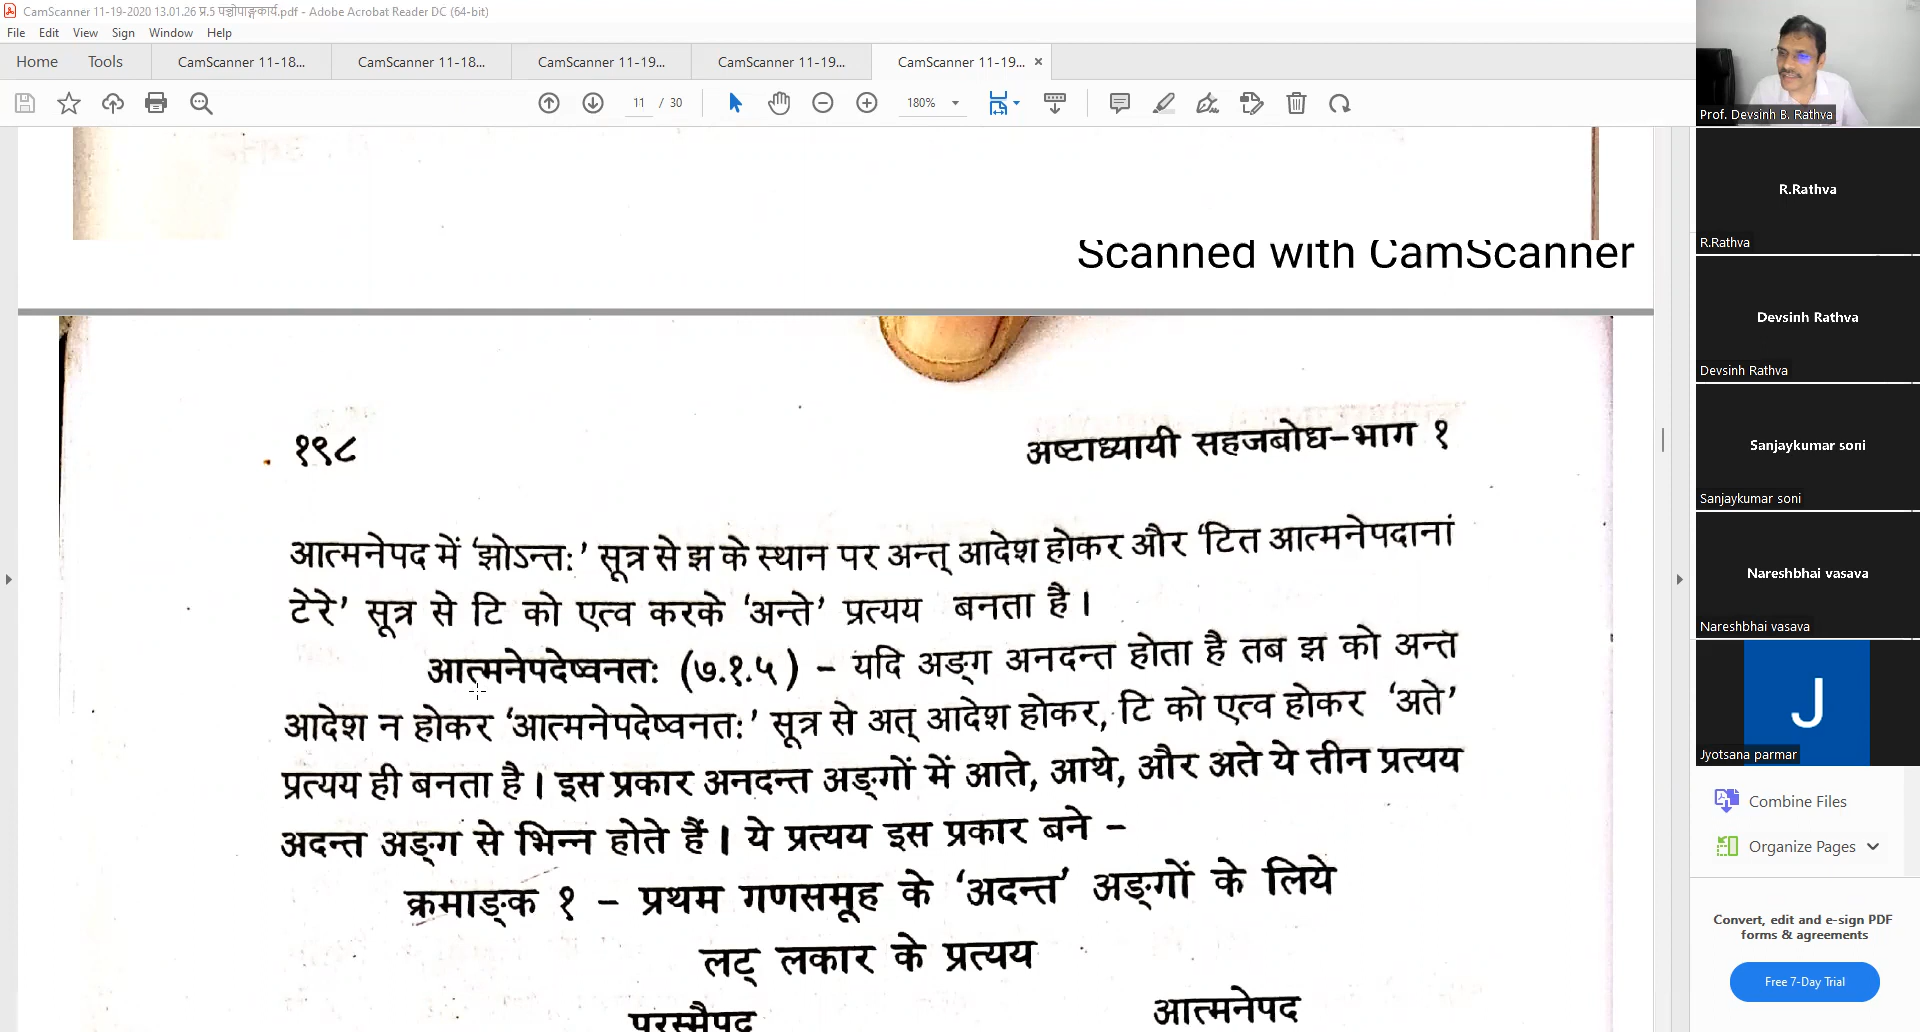 CamScanner 11-19-2020 13.01.26 प्र.5 पञ्चोपाङ्गकार्य.pdf - Adobe Acrobat Reader DC (64-bit)
File Edit View Sign Window Help
Home Tools CamScanner 11-18... CamScanner 11-18... CamScanner 11-19... CamScanner 11-19... CamScanner 11-19... ×
11 / 30 180%
Scanned with CamScanner
१९८ अष्टाध्यायी सहजबोध-भाग १
आत्मनेपद में ‘झोऽन्तः’ सूत्र से झ के स्थान पर अन्त् आदेश होकर और ‘टित आत्मनेपदानां
टेरे’ सूत्र से टि को एत्व करके ‘अन्ते’ प्रत्यय बनता है।
आत्मनेपदेष्वनतः (७.१.५) - यदि अङ्ग अनदन्त होता है तब झ को अन्त
आदेश न होकर ‘आत्मनेपदेष्वनतः’ सूत्र से अत् आदेश होकर, टि को एत्व होकर ‘अते’
प्रत्यय ही बनता है। इस प्रकार अनदन्त अङ्गों में आते, आथे, और अते ये तीन प्रत्यय
अदन्त अङ्ग से भिन्न होते हैं। ये प्रत्यय इस प्रकार बने -
क्रमाङ्क १ - प्रथम गणसमूह के ‘अदन्त’ अङ्गों के लिये
लट् लकार के प्रत्यय
परस्मैपद आत्मनेपद
Prof. Devsinh B. Rathva
R.Rathva
R.Rathva
Devsinh Rathva
Devsinh Rathva
Sanjaykumar soni
Sanjaykumar soni
Nareshbhai vasava
Nareshbhai vasava
J
Jyotsana parmar
Combine Files
Organize Pages
Convert, edit and e-sign PDF
forms & agreements
Free 7-Day Trial